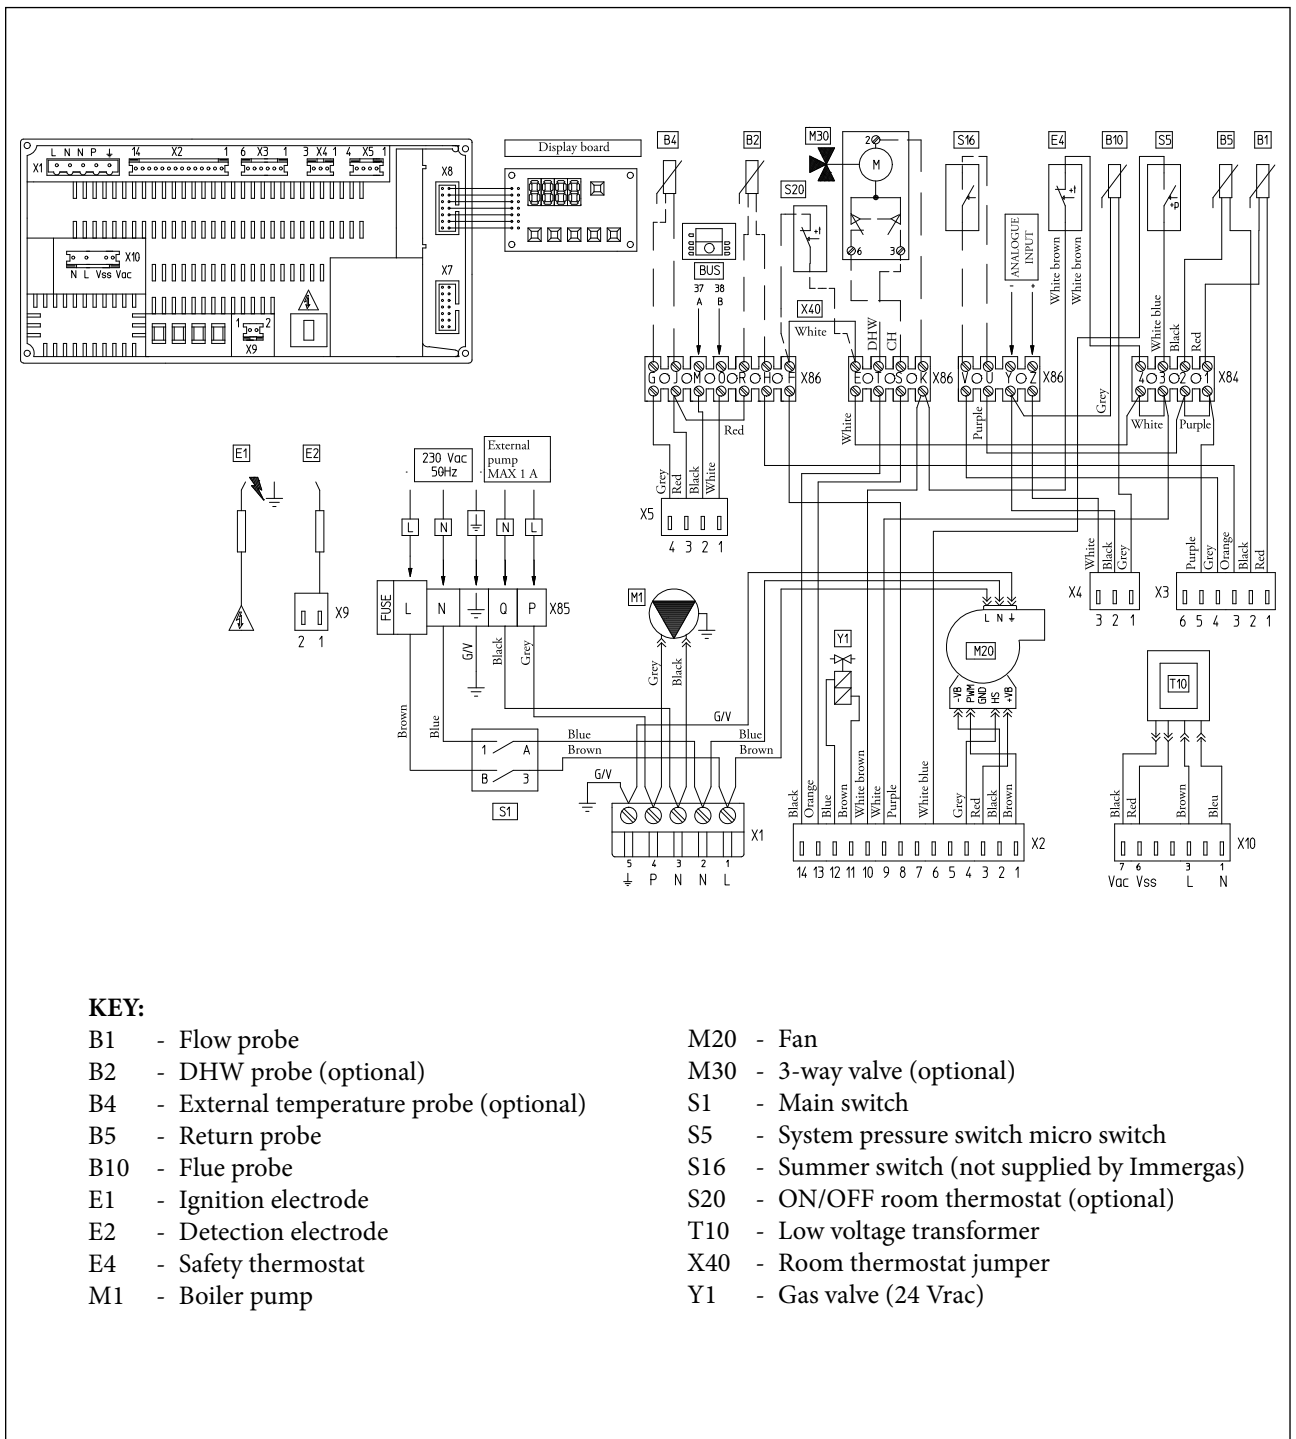 L N N P
14 X2 1
6 X3 1
3 X4 1
4 X5 1
X1
X8
X10
N L Vss Vac
X7
1 2
X9
Display board
B4
B2
M30
S20
S16
E4
B10
S5
B5
B1
2
M
6
3
+t
+t
+p
BUS
37 38
A B
X40
White
DHW
CH
ANALOGUE
INPUT
- +
White brown
White brown
White blue
Black
Red
G J M O R H F X86
E T S K X86
V U Y Z X86
4 3 2 1 X84
Grey
Red
White
Purple
White
Purple
Grey
Red
Black
White
X5
4 3 2 1
E1
E2
230 Vac
50Hz
External
pump
MAX 1 A
L N N L
FUSE L N Q P X85
X9
2 1
G/V
Black
Grey
Brown
Blue
M1
Grey
Black
1 A
B 3
S1
Blue
Brown
G/V
G/V
Blue
Brown
X1
5 4 3 2 1
P N N L
Y1
L N
M20
-VB
PWM
GND
HS
+VB
White
Black
Grey
X4
3 2 1
Purple
Grey
Orange
Black
Red
X3
6 5 4 3 2 1
T10
Black
Orange
Blue
Brown
White brown
White
Purple
White blue
Grey
Red
Black
Brown
X2
14 13 12 11 10 9 8 7 6 5 4 3 2 1
Black
Red
Brown
Bleu
X10
7 6 3 1
Vac Vss L N
KEY:
B1 - Flow probe
B2 - DHW probe (optional)
B4 - External temperature probe (optional)
B5 - Return probe
B10 - Flue probe
E1 - Ignition electrode
E2 - Detection electrode
E4 - Safety thermostat
M1 - Boiler pump
M20 - Fan
M30 - 3-way valve (optional)
S1 - Main switch
S5 - System pressure switch micro switch
S16 - Summer switch (not supplied by Immergas)
S20 - ON/OFF room thermostat (optional)
T10 - Low voltage transformer
X40 - Room thermostat jumper
Y1 - Gas valve (24 Vrac)